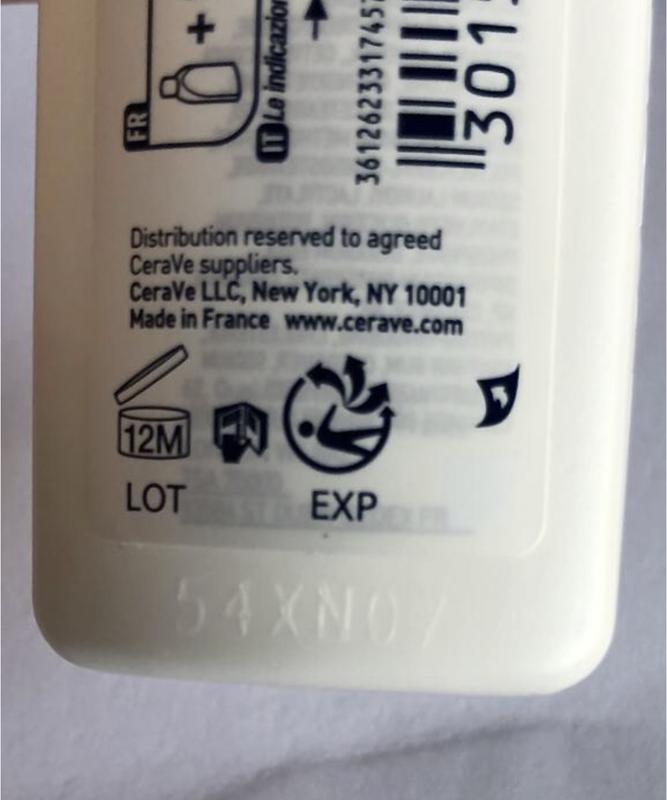 FR
IT Le indicazion
3612623317457
301
Distribution reserved to agreed
CeraVe suppliers.
CeraVe LLC, New York, NY 10001
Made in France www.cerave.com
12M
LOT
EXP
54XN07